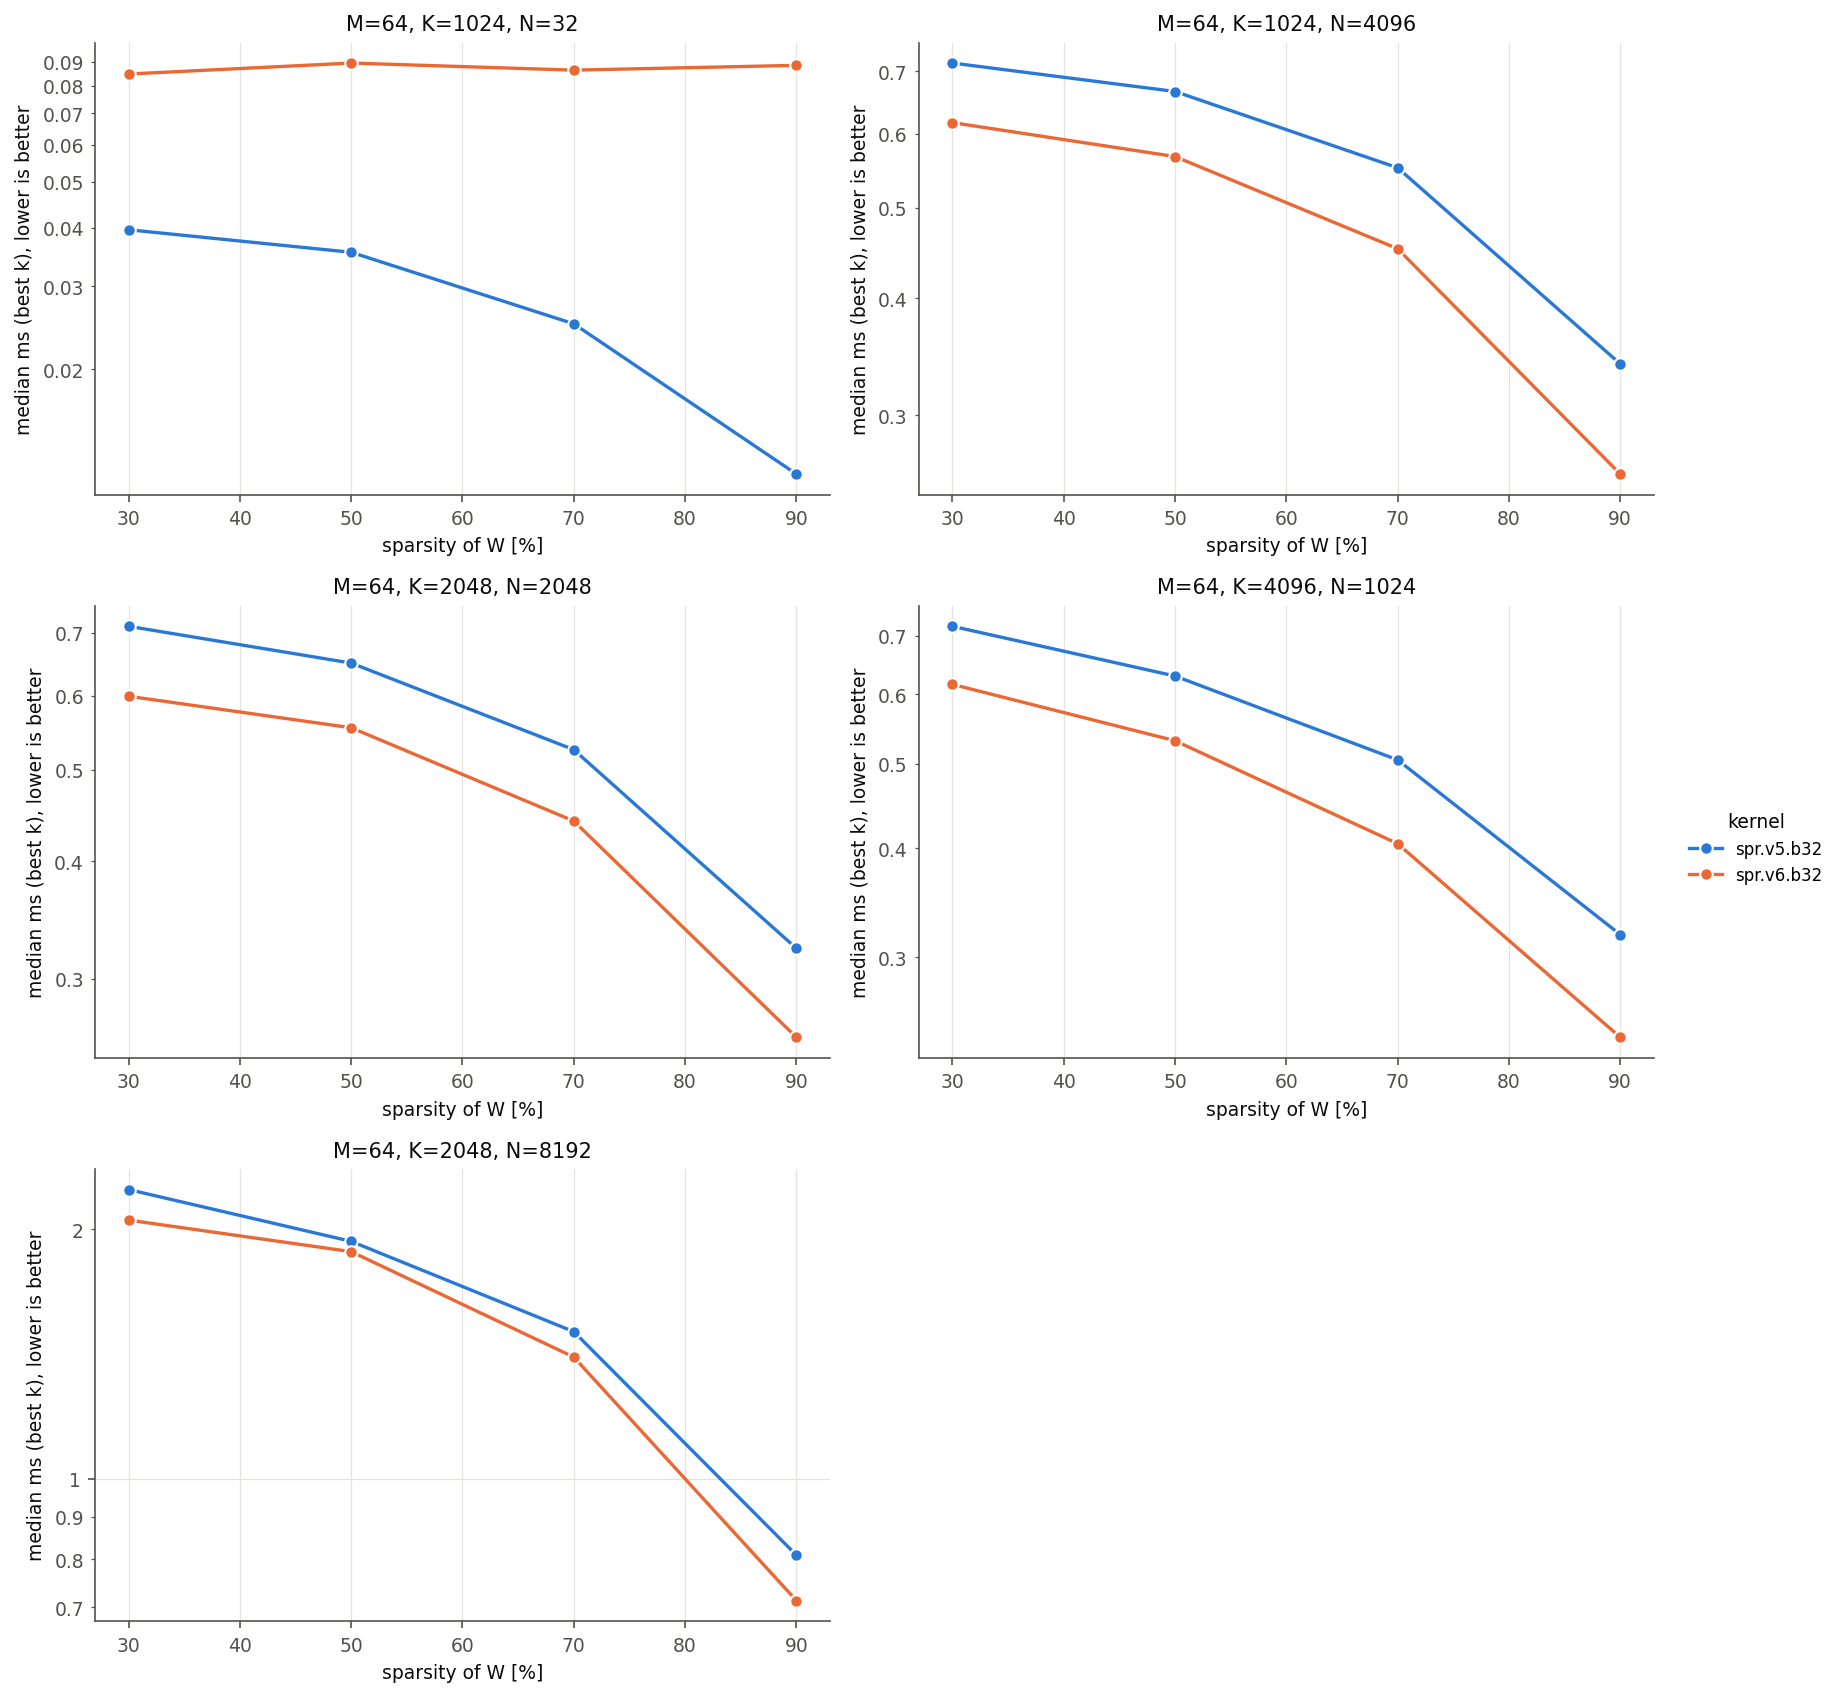 M=64, K=1024, N=32
0.09
0.08
0.07
0.06
0.05
0.04
0.03
0.02
median ms (best k), lower is better
30 40 50 60 70 80 90
sparsity of W [%]
M=64, K=1024, N=4096
0.7
0.6
0.5
0.4
0.3
median ms (best k), lower is better
30 40 50 60 70 80 90
sparsity of W [%]
M=64, K=2048, N=2048
0.7
0.6
0.5
0.4
0.3
median ms (best k), lower is better
30 40 50 60 70 80 90
sparsity of W [%]
M=64, K=4096, N=1024
0.7
0.6
0.5
0.4
0.3
median ms (best k), lower is better
30 40 50 60 70 80 90
sparsity of W [%]
kernel
spr.v5.b32
spr.v6.b32
M=64, K=2048, N=8192
2
1
0.9
0.8
0.7
median ms (best k), lower is better
30 40 50 60 70 80 90
sparsity of W [%]